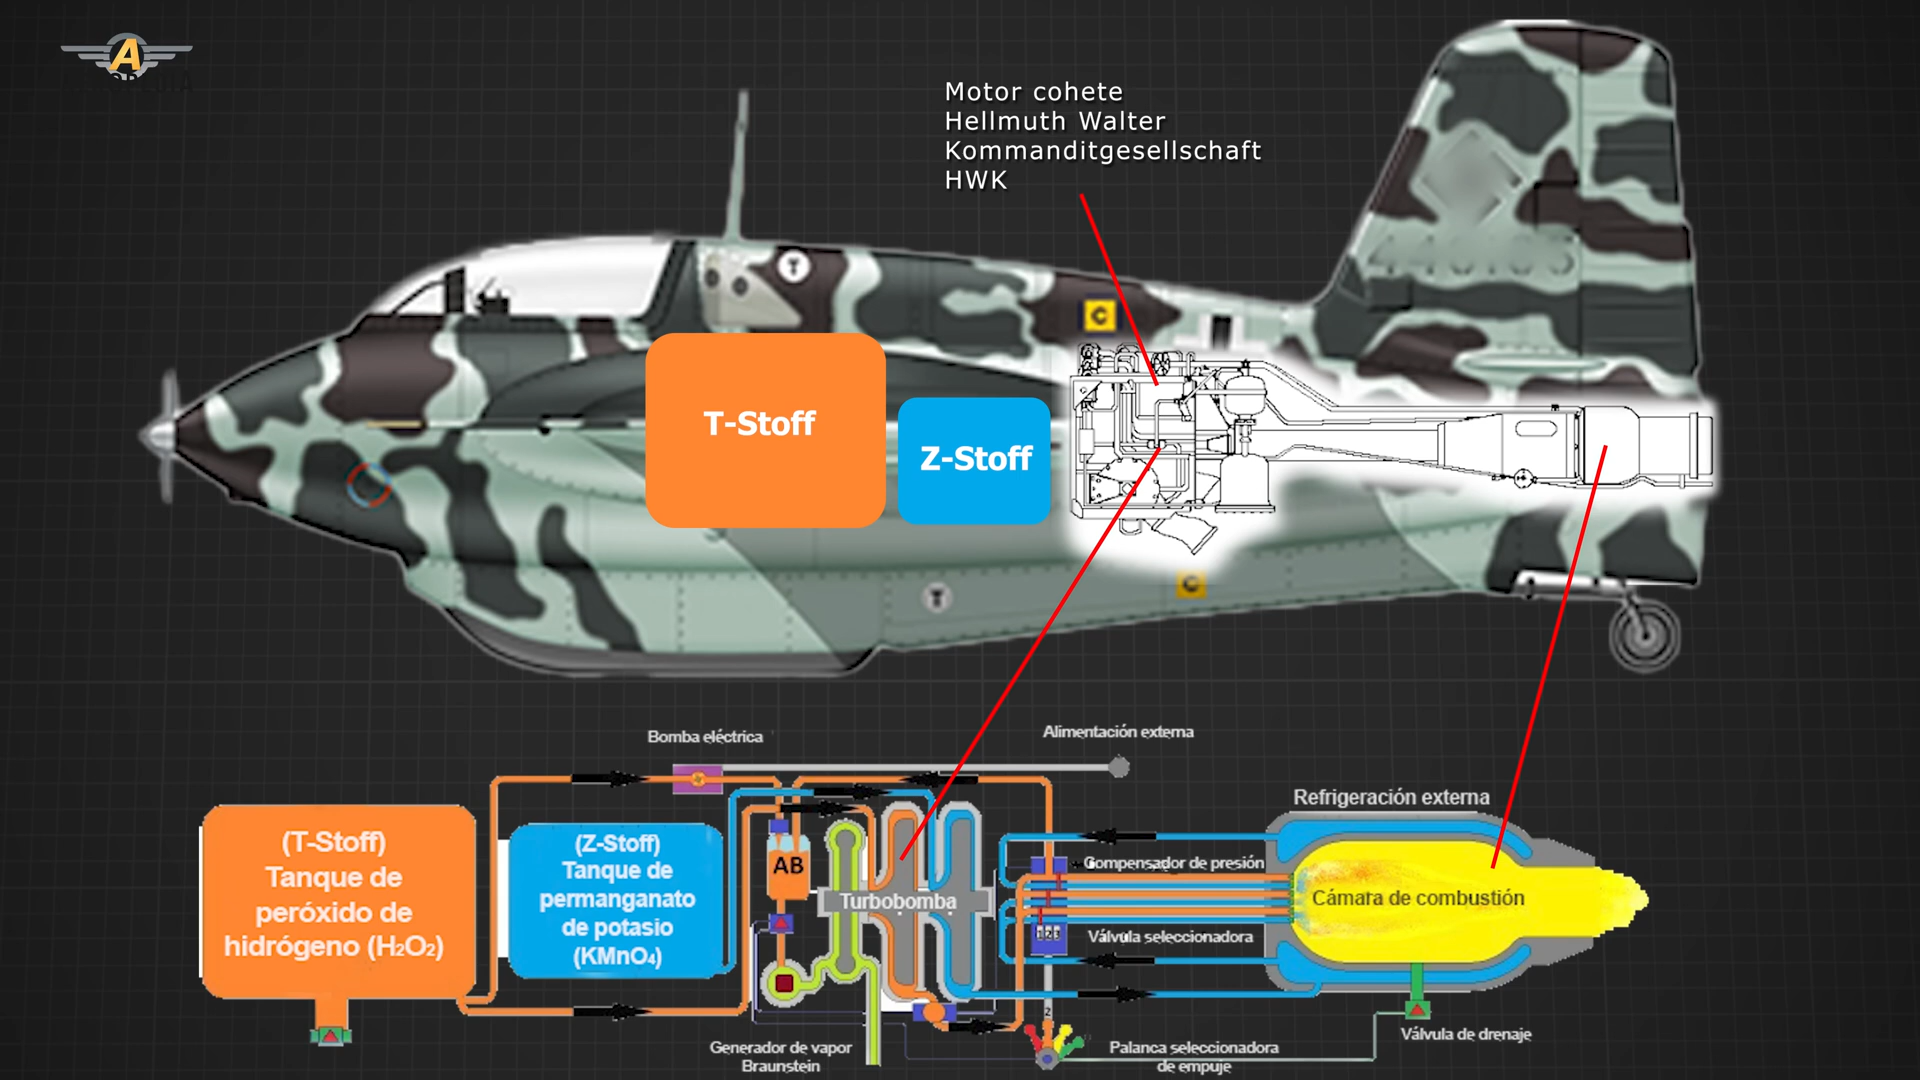 A
Motor cohete
Hellmuth Walter
Kommanditgesellschaft
HWK
T
C
T-Stoff
Z-Stoff
C
T
Bomba eléctrica
Alimentación externa
Refrigeración externa
(T-Stoff)
Tanque de
peróxido de
hidrógeno (H₂O₂)
(Z-Stoff)
Tanque de
permanganato
de potasio
(KMnO₄)
AB
Turbobomba
Compensador de presión
Cámara de combustión
123
Válvula seleccionadora
2
Generador de vapor
Braunstein
Palanca seleccionadora
de empuje
Válvula de drenaje